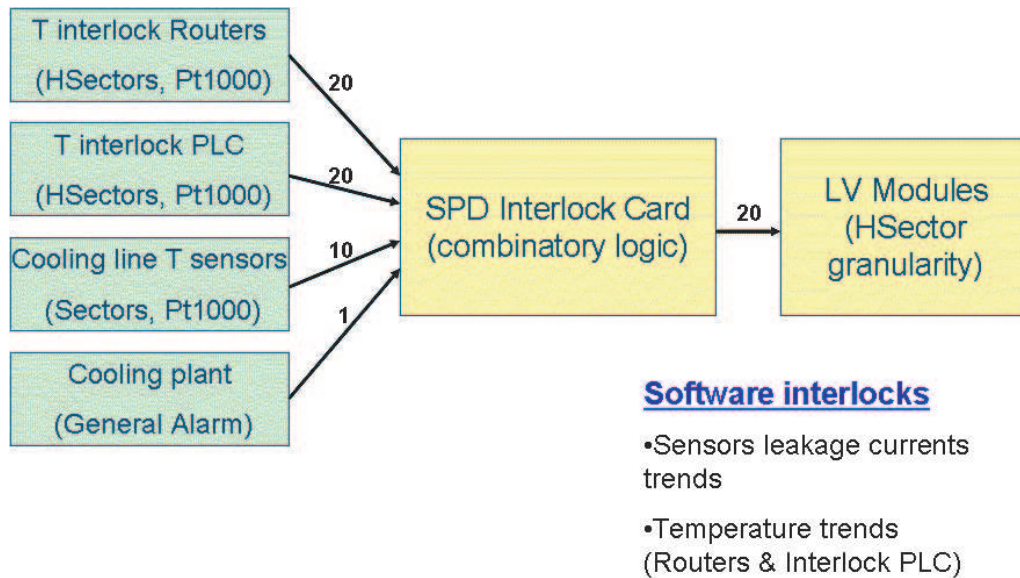 T interlock Routers
(HSectors, Pt1000)
20
T interlock PLC
(HSectors, Pt1000)
20
Cooling line T sensors
(Sectors, Pt1000)
10
Cooling plant
(General Alarm)
1
SPD Interlock Card
(combinatory logic)
20
LV Modules
(HSector
granularity)
Software interlocks
•Sensors leakage currents
trends
•Temperature trends
(Routers & Interlock PLC)